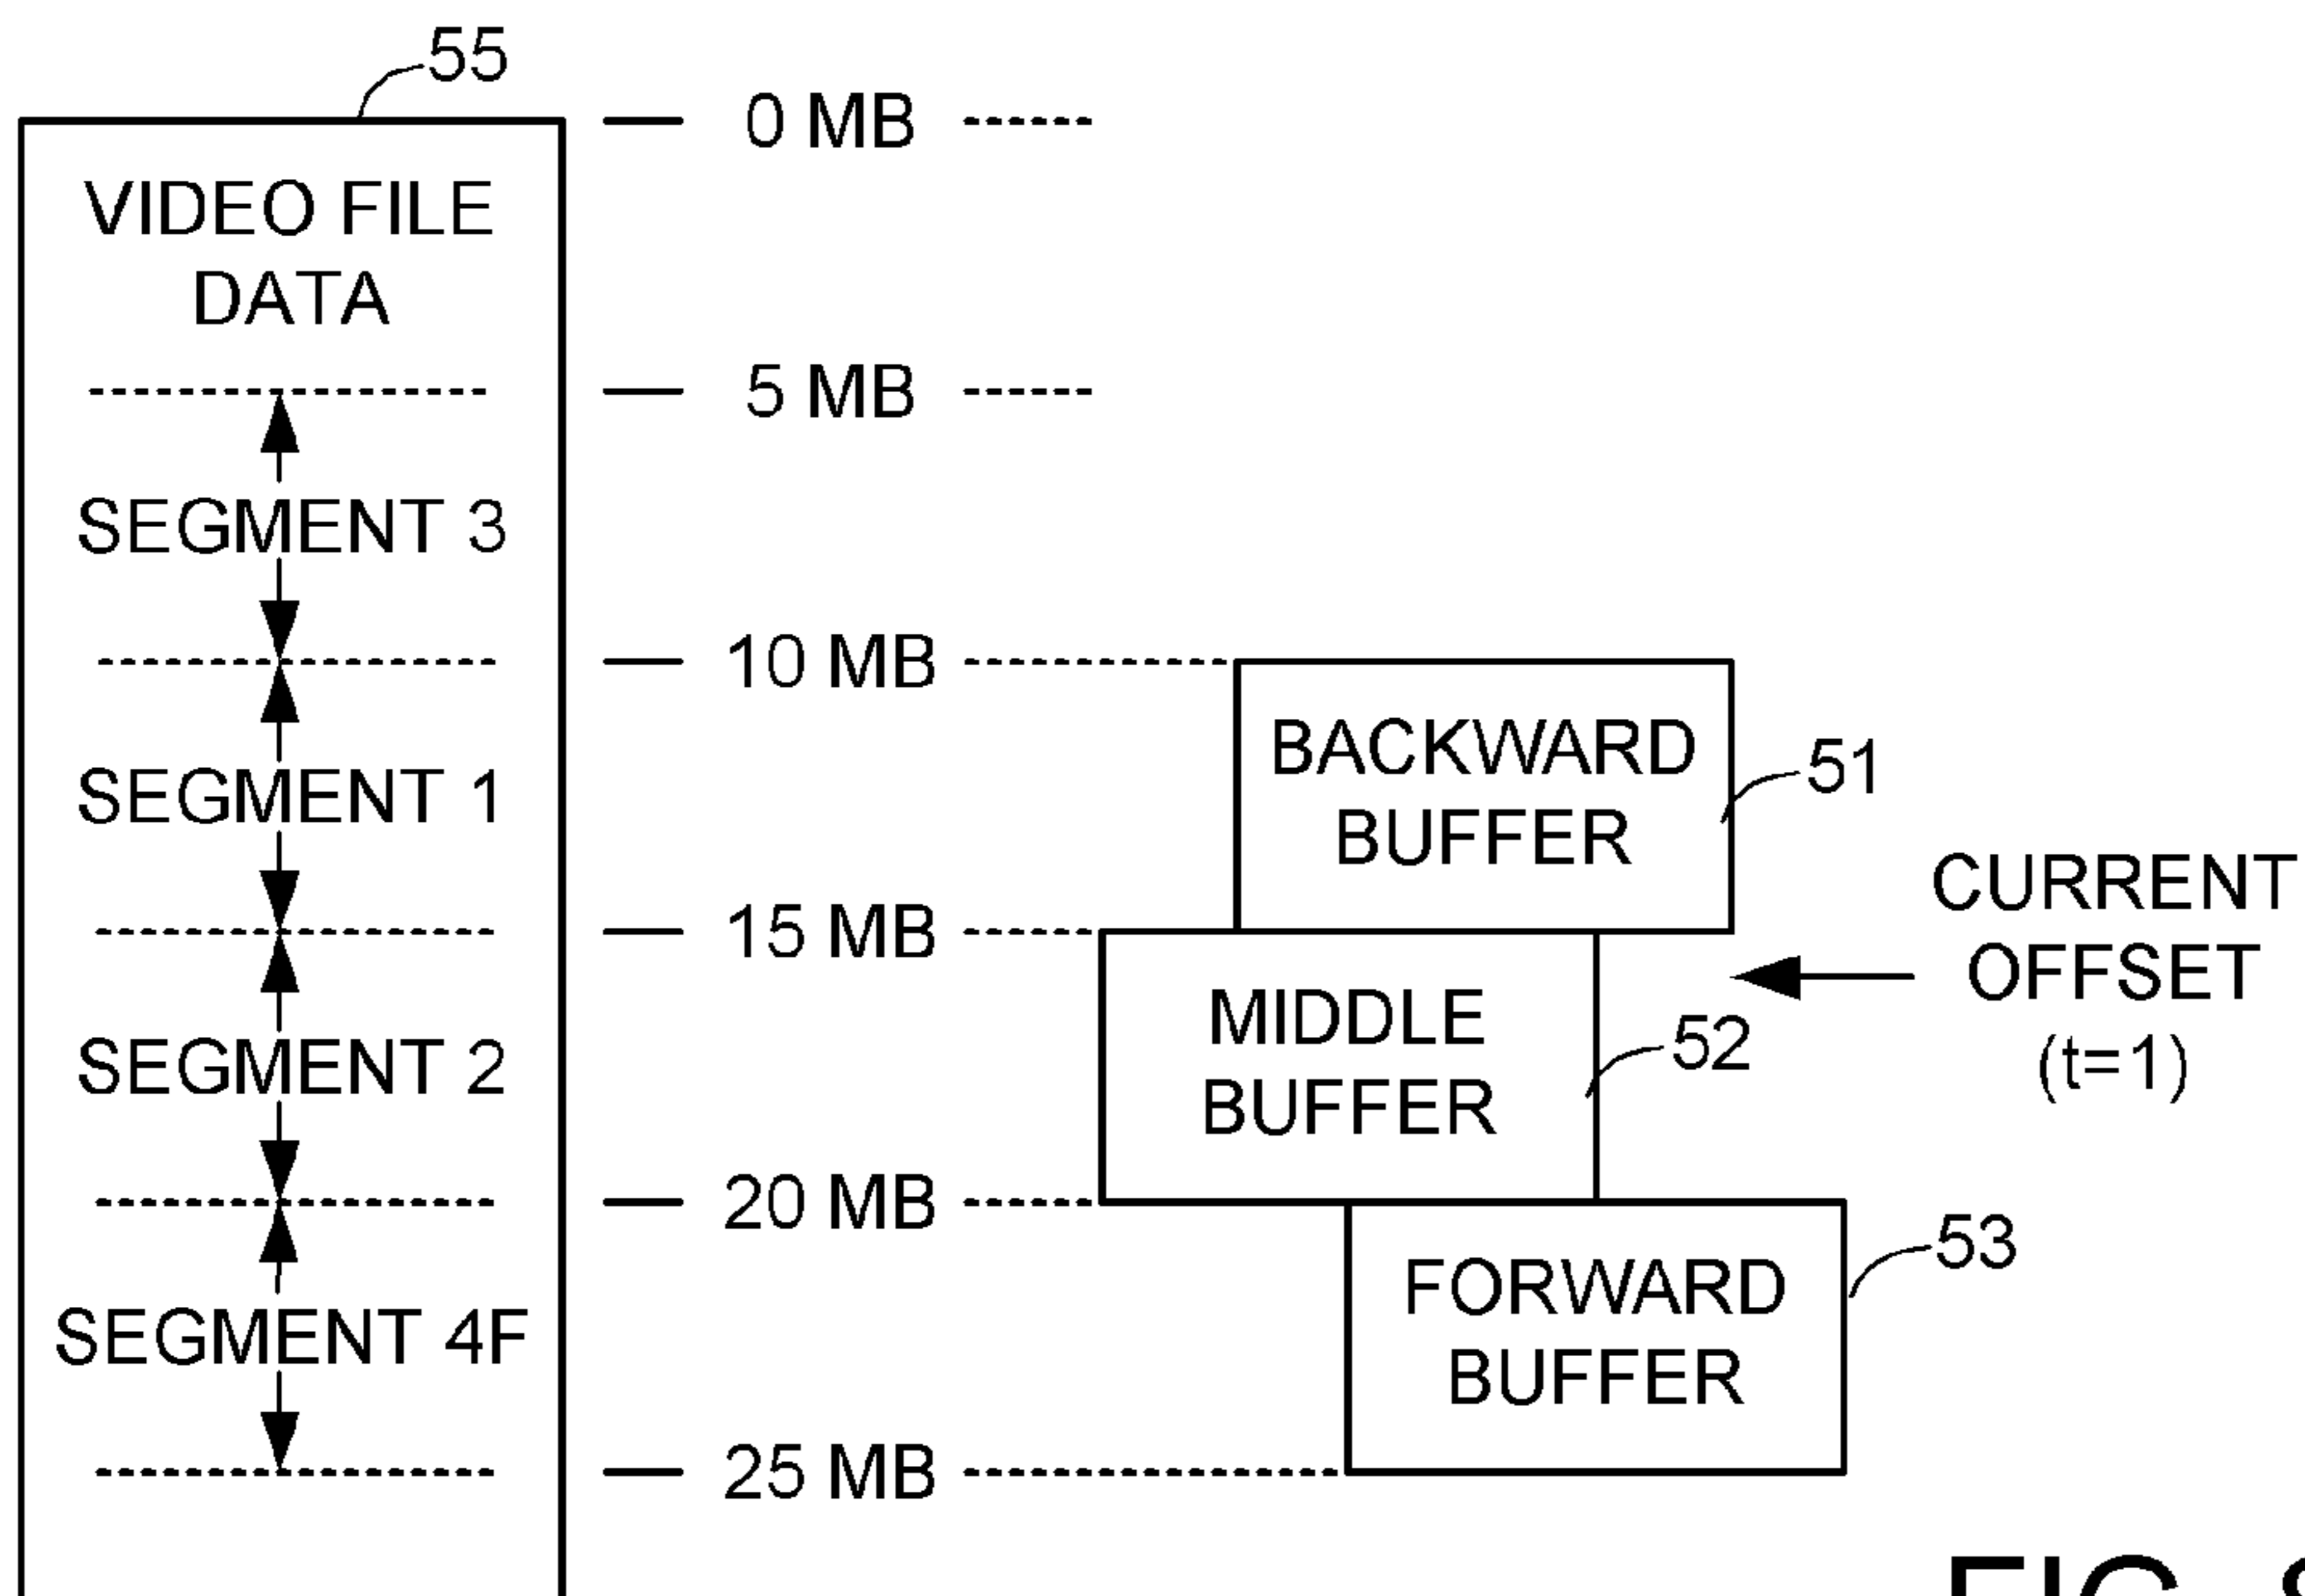 55
0 MB
VIDEO FILE
DATA
5 MB
SEGMENT 3
10 MB
BACKWARD
BUFFER
51
SEGMENT 1
15 MB
CURRENT
OFFSET
(t=1)
MIDDLE
BUFFER
52
SEGMENT 2
20 MB
53
FORWARD
BUFFER
SEGMENT 4F
25 MB